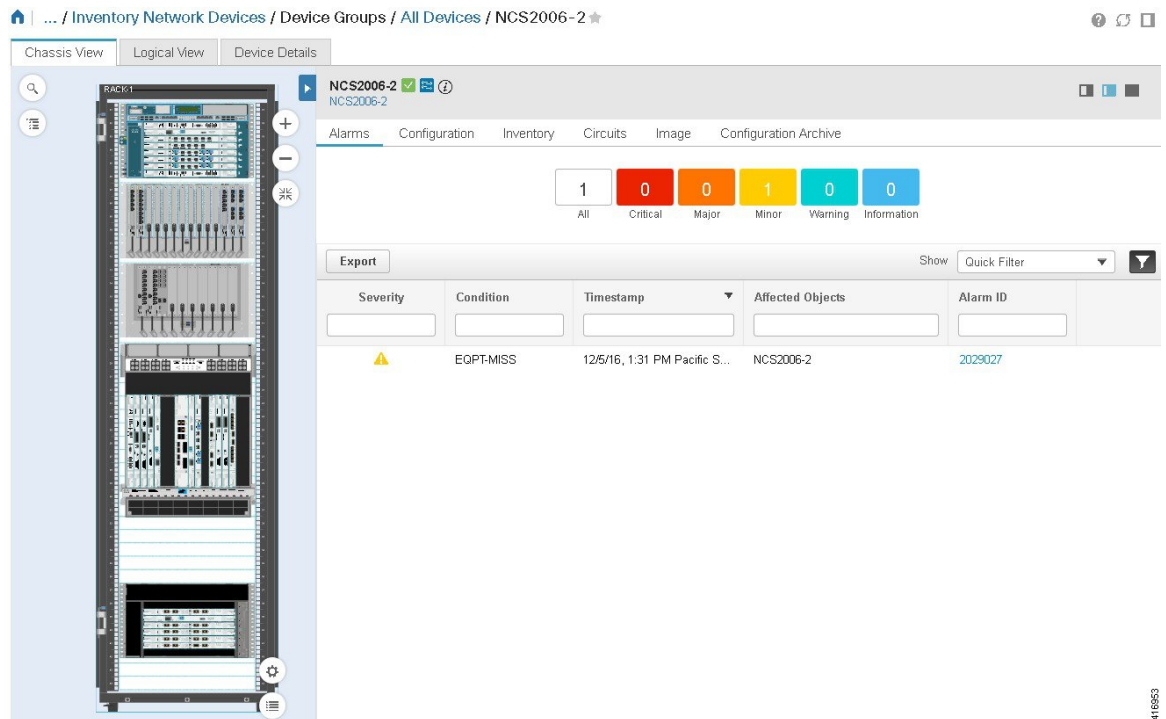 ... / Inventory Network Devices / Device Groups / All Devices / NCS2006-2
Chassis View Logical View Device Details
RACK-1
NCS2006-2
NCS2006-2
Alarms Configuration Inventory Circuits Image Configuration Archive
1 0 0 1 0 0
All Critical Major Minor Warning Information
Export Show Quick Filter
Severity Condition Timestamp Affected Objects Alarm ID
EQPT-MISS 12/5/16, 1:31 PM Pacific S... NCS2006-2 2029027
416953